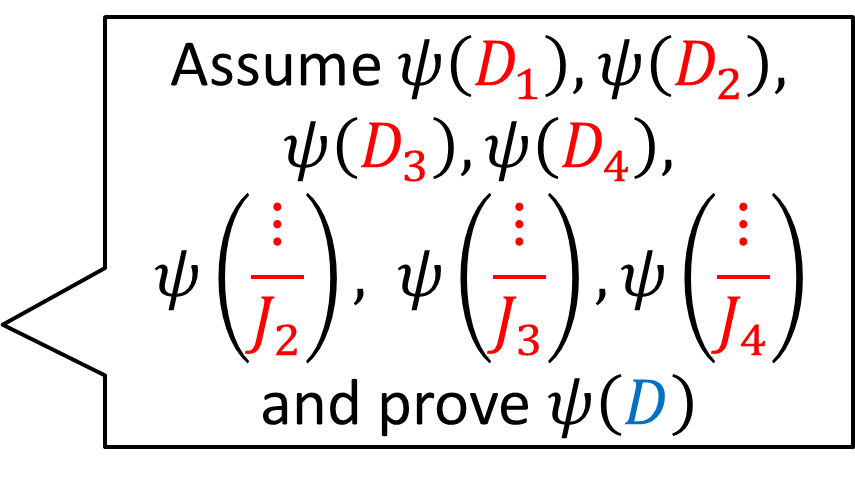 Assume ψ(D₁), ψ(D₂),
ψ(D₃), ψ(D₄),
ψ(⋮/J₂), ψ(⋮/J₃), ψ(⋮/J₄)
and prove ψ(D)